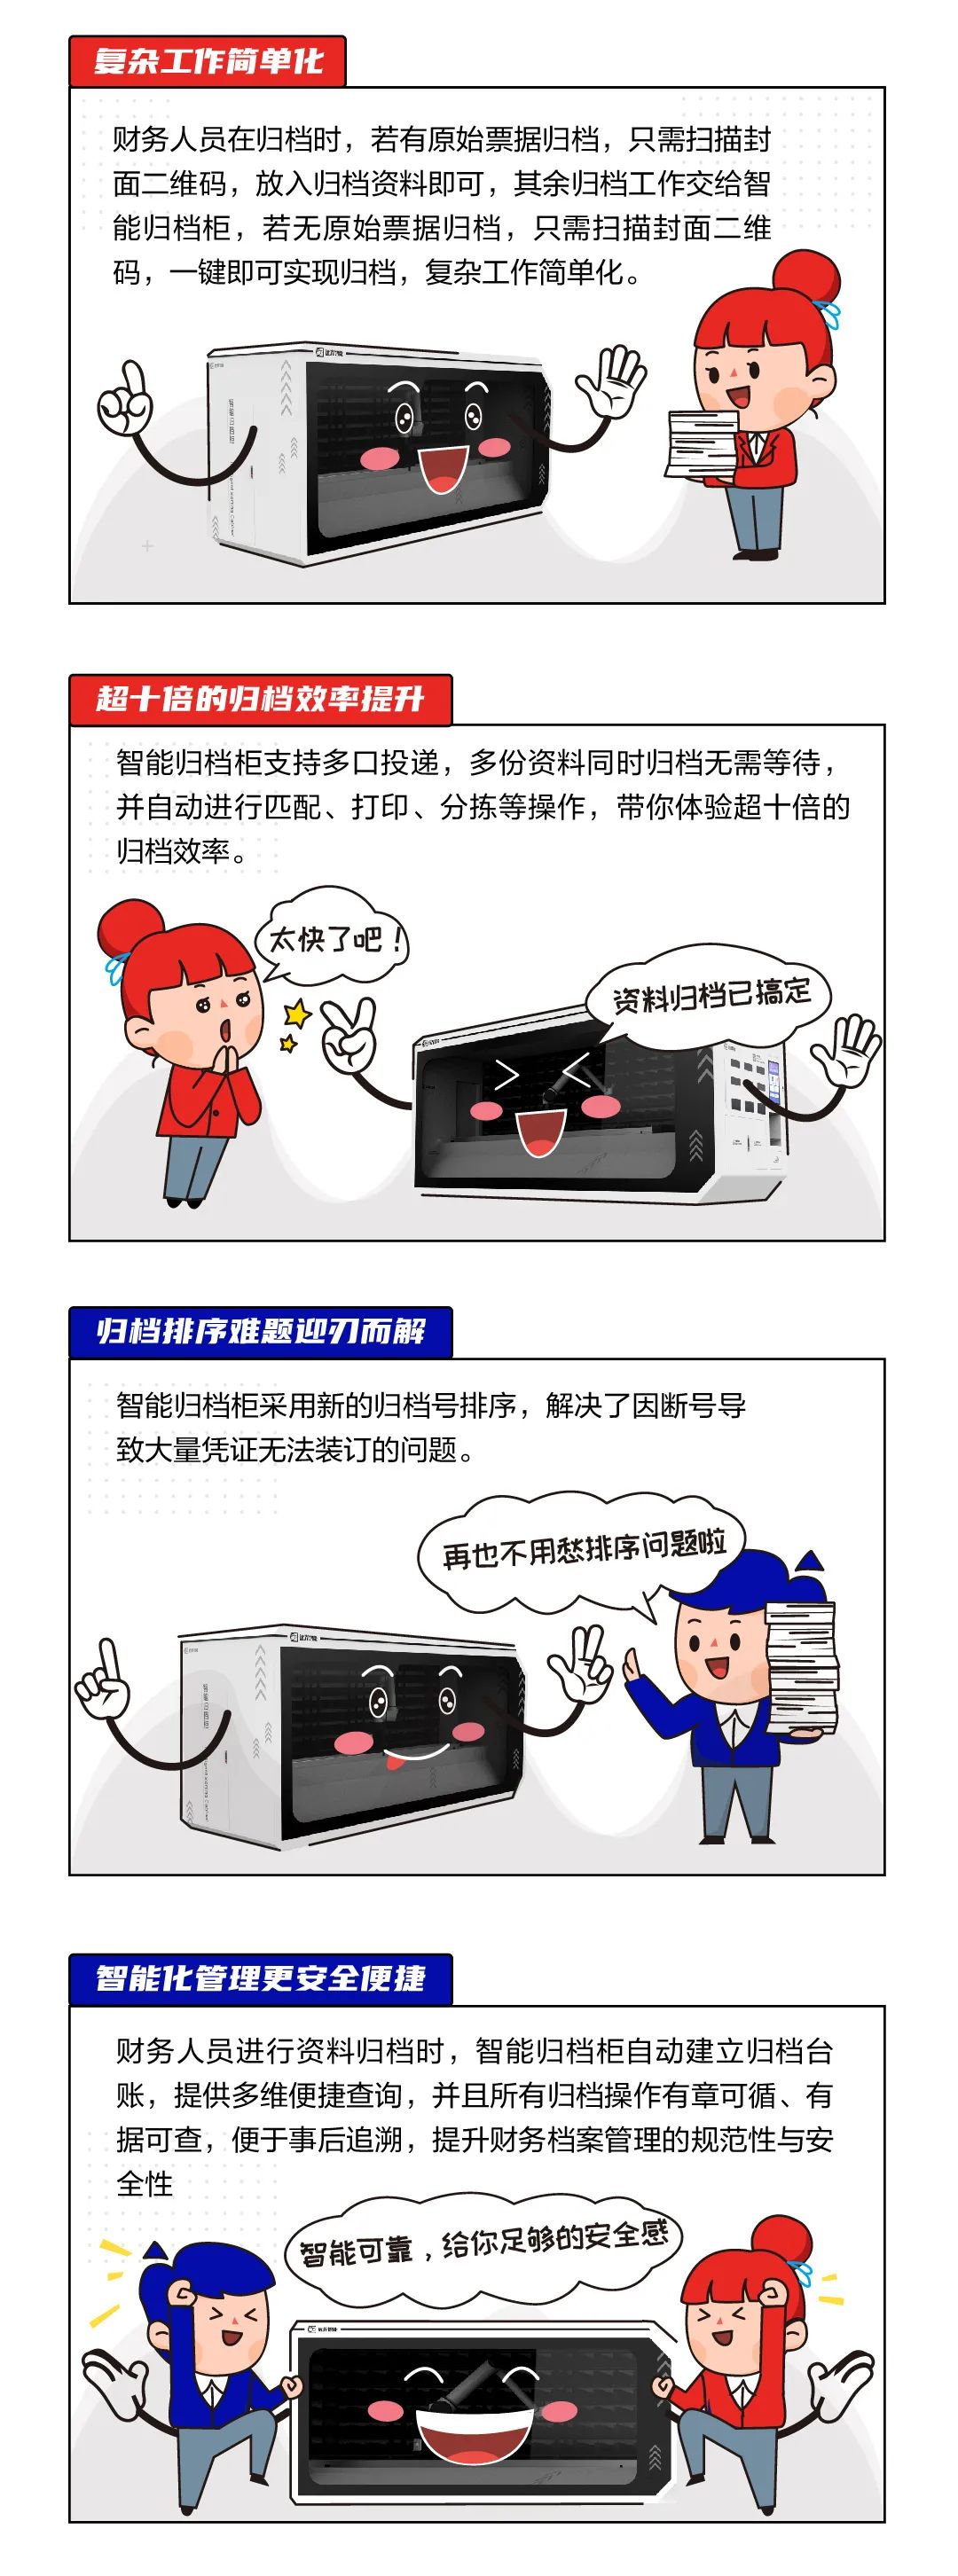 复杂工作简单化
财务人员在归档时，若有原始票据归档，只需扫描封
面二维码，放入归档资料即可，其余归档工作交给智
能归档柜，若无原始票据归档，只需扫描封面二维
码，一键即可实现归档，复杂工作简单化。
超十倍的归档效率提升
智能归档柜支持多口投递，多份资料同时归档无需等待，
并自动进行匹配、打印、分拣等操作，带你体验超十倍的
归档效率。
太快了吧！
资料归档已搞定
归档排序难题迎刃而解
智能归档柜采用新的归档号排序，解决了因断号导
致大量凭证无法装订的问题。
再也不用愁排序问题啦
智能化管理更安全便捷
财务人员进行资料归档时，智能归档柜自动建立归档台
账，提供多维便捷查询，并且所有归档操作有章可循、有
据可查，便于事后追溯，提升财务档案管理的规范性与安
全性
智能可靠，给你足够的安全感